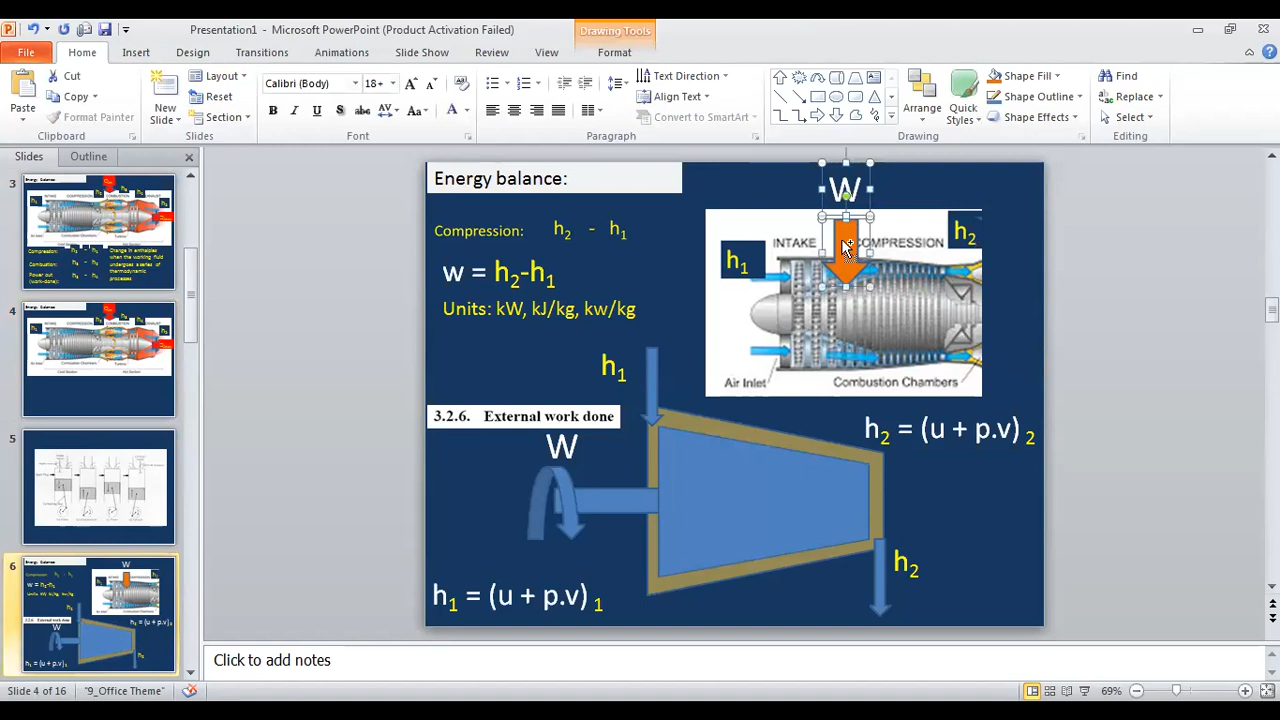 Presentation1 - Microsoft PowerPoint (Product Activation Failed)
Drawing Tools
File Home Insert Design Transitions Animations Slide Show Review View Format
Paste
Cut
Copy
Format Painter
Clipboard
New Slide
Layout
Reset
Section
Slides
Calibri (Body) 18+
Font
Paragraph
Text Direction
Align Text
Convert to SmartArt
Arrange
Quick Styles
Shape Fill
Shape Outline
Shape Effects
Drawing
Find
Replace
Select
Editing
Slides Outline
3
4
5
6
Energy balance:
W
Compression: h2 - h1
w = h2-h1
Units: kW, kJ/kg, kw/kg
INTAKE COMPRESSION
h1
h2
Air Inlet
Combustion Chambers
h1
3.2.6. External work done
W
h2 = (u + p.v) 2
h2
h1 = (u + p.v) 1
Click to add notes
Slide 4 of 16 "9_Office Theme" 69%